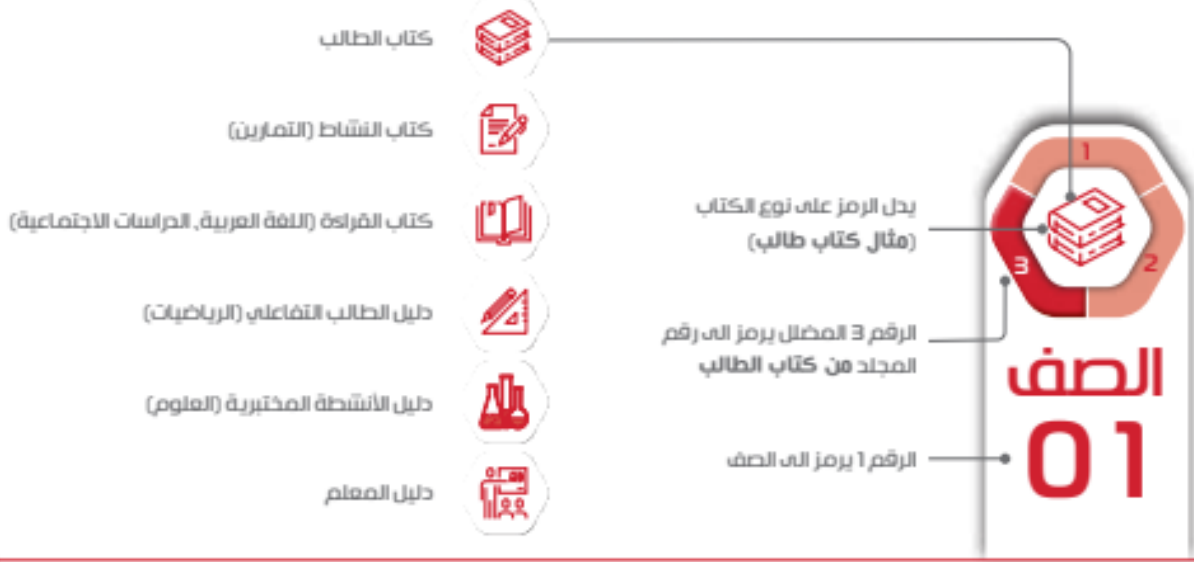 1
2
3
الصف
01
يدل الرمز على نوع الكتاب
(مثال كتاب طالب)
الرقم 3 المضلل يرمز الى رقم
المجلد من كتاب الطالب
الرقم 1 يرمز الى الصف
كتاب الطالب
كتاب النشاط (التمارين)
كتاب القراءة (اللغة العربية, الدراسات الاجتماعية)
دليل الطالب التفاعلي (الرياضيات)
دليل الأنشطة المختبرية (العلوم)
دليل المعلم